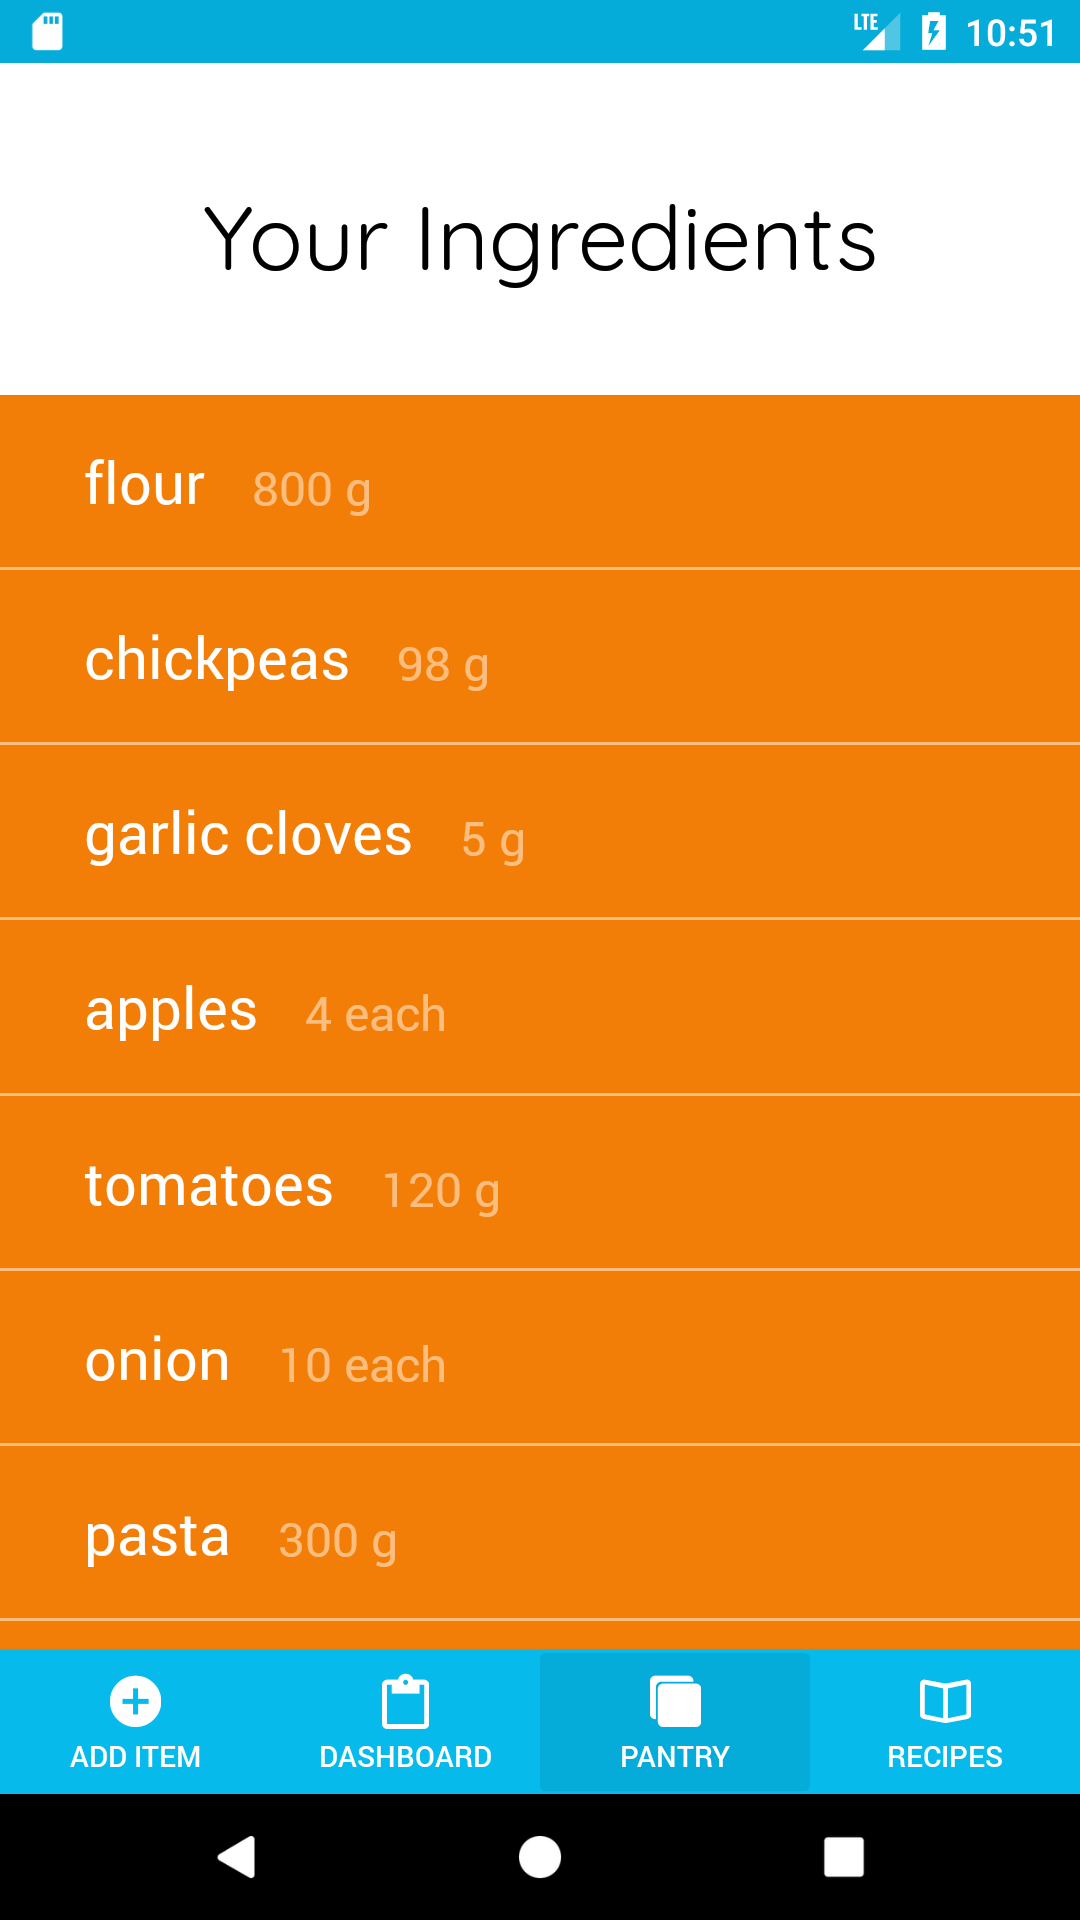 LTE 10:51
Your Ingredients
flour 800 g
chickpeas 98 g
garlic cloves 5 g
apples 4 each
tomatoes 120 g
onion 10 each
pasta 300 g
ADD ITEM DASHBOARD PANTRY RECIPES